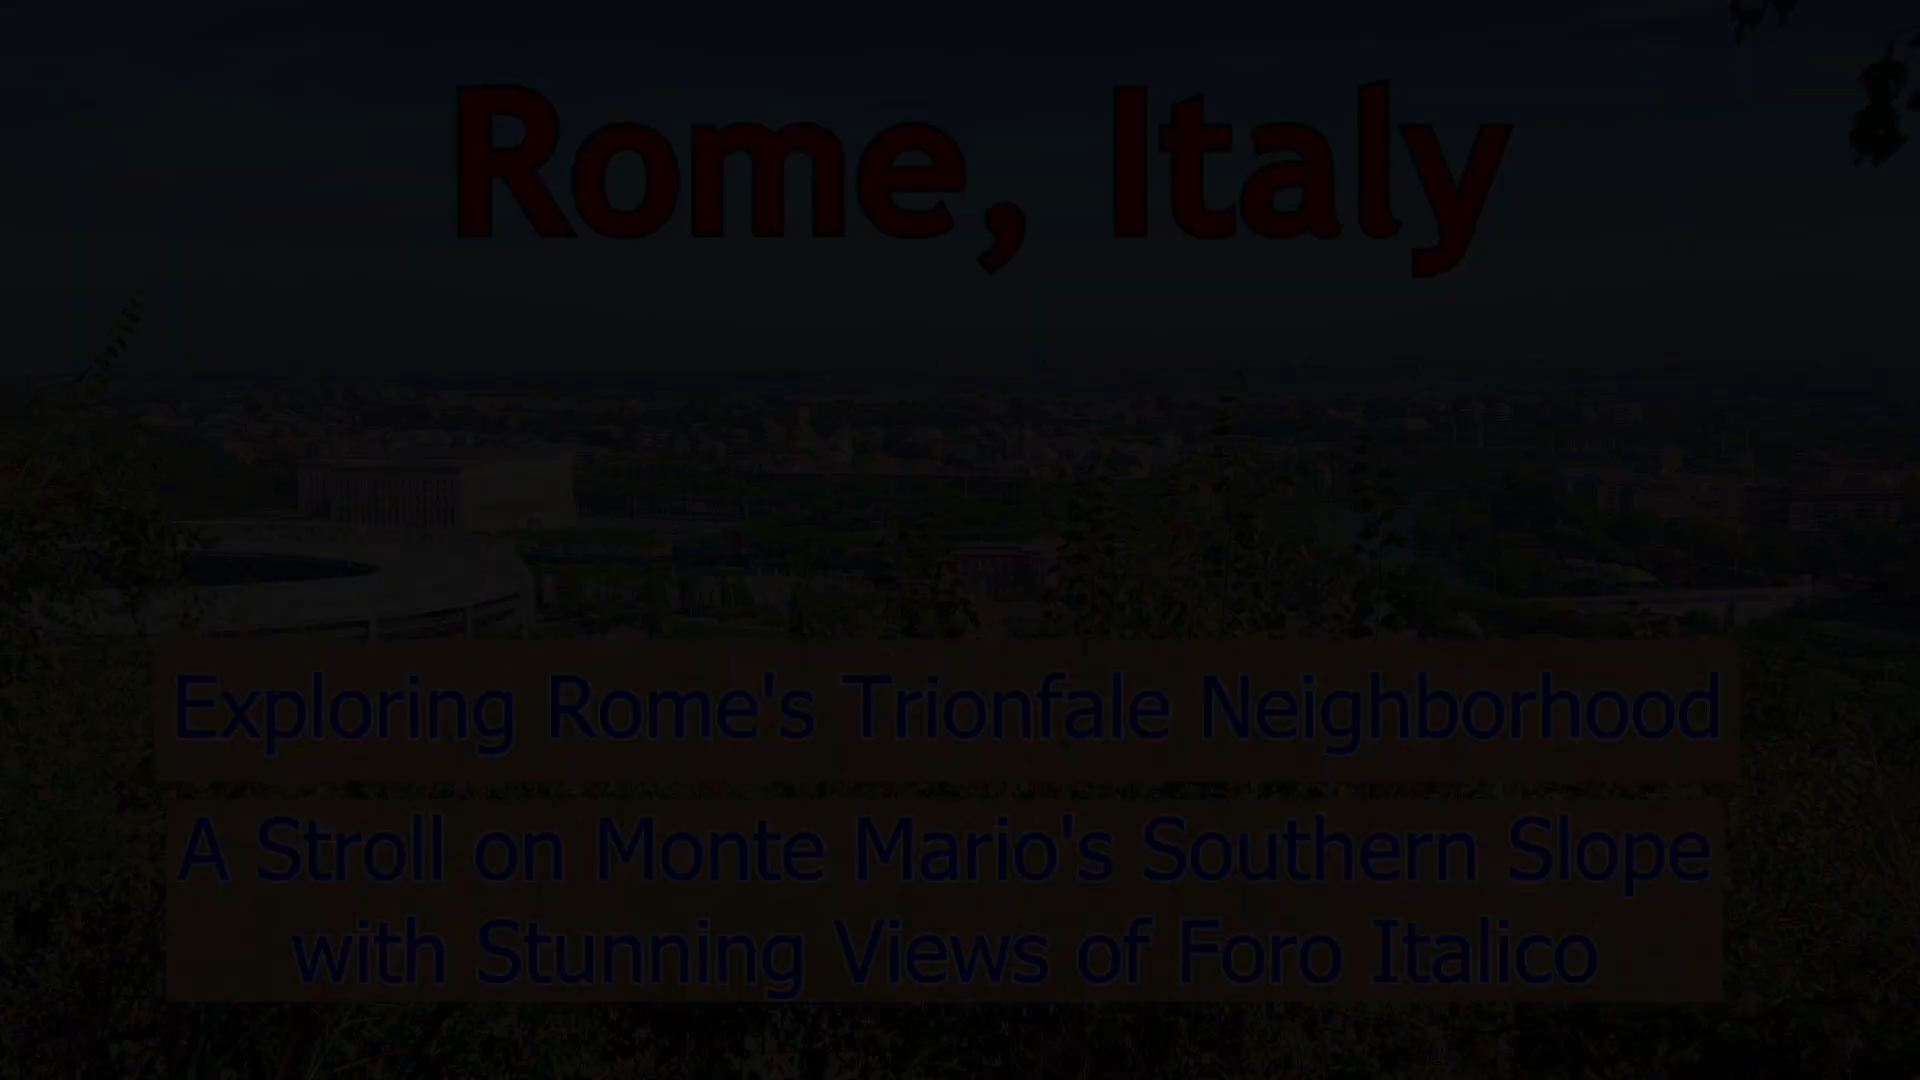 Rome, Italy
Exploring Rome's Trionfale Neighborhood
A Stroll on Monte Mario's Southern Slope
with Stunning Views of Foro Italico